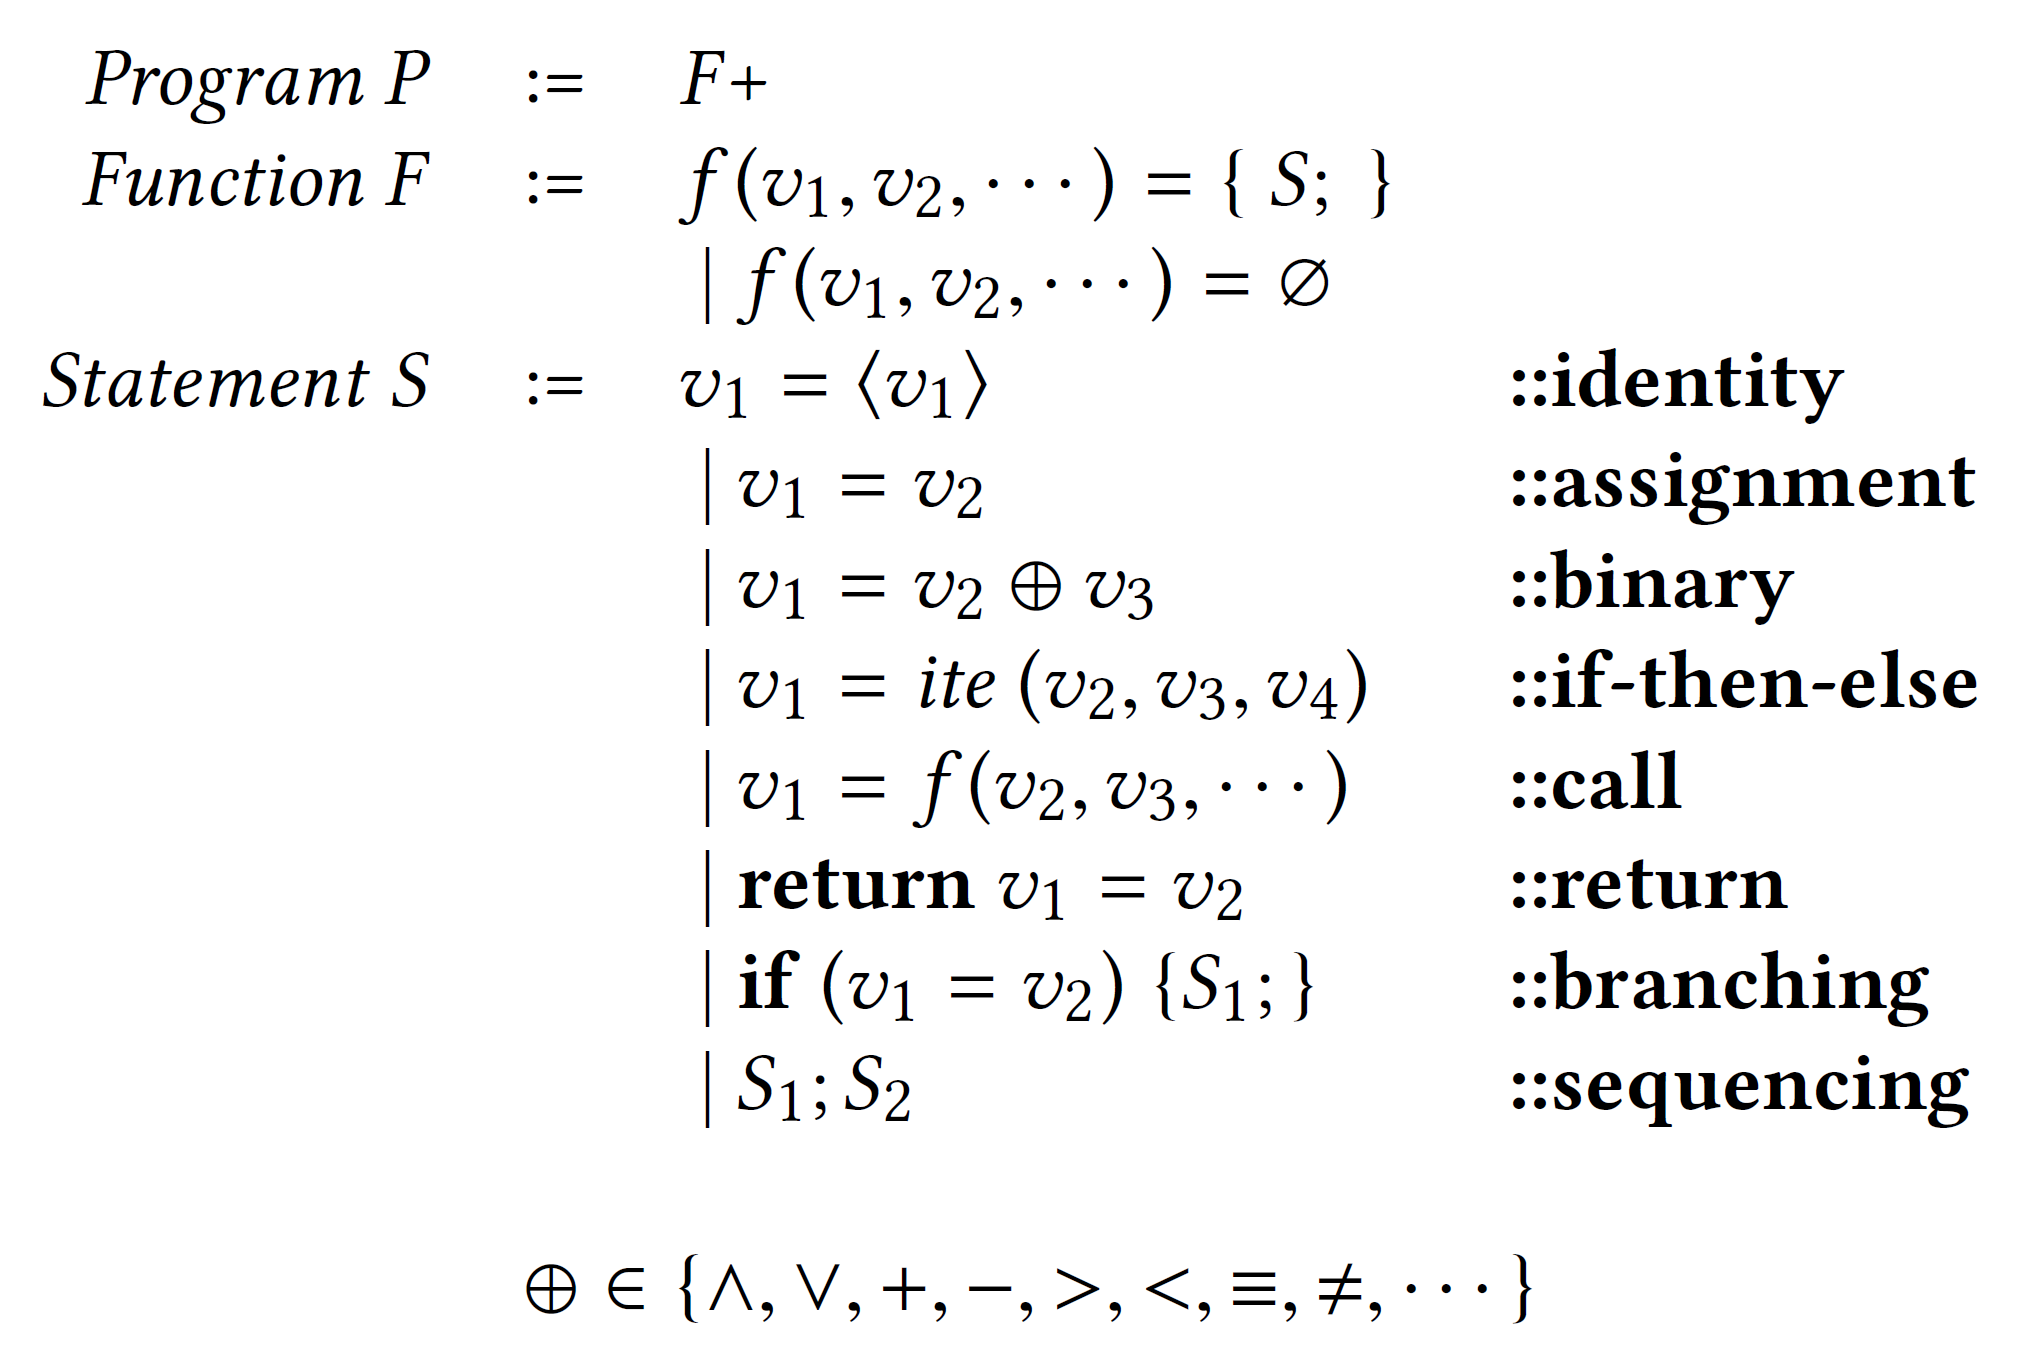 Program P := F+
Function F := f(v₁, v₂, ···) = { S; }
| f(v₁, v₂, ···) = ∅
Statement S := v₁ = ⟨v₁⟩ ::identity
| v₁ = v₂ ::assignment
| v₁ = v₂ ⊕ v₃ ::binary
| v₁ = ite (v₂, v₃, v₄) ::if-then-else
| v₁ = f(v₂, v₃, ···) ::call
| return v₁ = v₂ ::return
| if (v₁ = v₂) {S₁;} ::branching
| S₁; S₂ ::sequencing
⊕ ∈ {∧, ∨, +, −, >, <, ≡, ≠, ···}